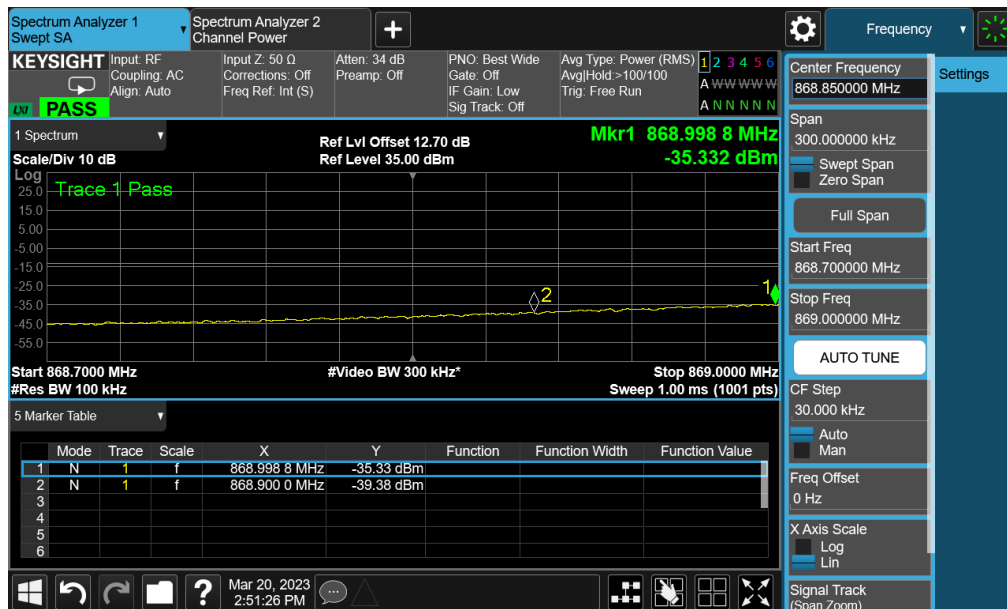 Spectrum Analyzer 1
Swept SA
Spectrum Analyzer 2
Channel Power
+
Frequency
KEYSIGHT
LXI
PASS
Input: RF
Coupling: AC
Align: Auto
Input Z: 50 Ω
Corrections: Off
Freq Ref: Int (S)
Atten: 34 dB
Preamp: Off
PNO: Best Wide
Gate: Off
IF Gain: Low
Sig Track: Off
Avg Type: Power (RMS)
Avg|Hold:>100/100
Trig: Free Run
1 2 3 4 5 6
A W W W W W
A N N N N N
1 Spectrum
Scale/Div 10 dB
Ref Lvl Offset 12.70 dB
Ref Level 35.00 dBm
Mkr1 868.998 8 MHz
-35.332 dBm
Log
Trace 1 Pass
25.0
15.0
5.00
-5.00
-15.0
-25.0
-35.0
-45.0
-55.0
2
1
Start 868.7000 MHz
#Video BW 300 kHz*
Stop 869.0000 MHz
#Res BW 100 kHz
Sweep 1.00 ms (1001 pts)
5 Marker Table
Mode Trace Scale X Y Function Function Width Function Value
1 N 1 f 868.998 8 MHz -35.33 dBm
2 N 1 f 868.900 0 MHz -39.38 dBm
3
4
5
6
?
Mar 20, 2023
2:51:26 PM
Center Frequency
868.850000 MHz
Settings
Span
300.000000 kHz
Swept Span
Zero Span
Full Span
Start Freq
868.700000 MHz
Stop Freq
869.000000 MHz
AUTO TUNE
CF Step
30.000 kHz
Auto
Man
Freq Offset
0 Hz
X Axis Scale
Log
Lin
Signal Track
(Span Zoom)